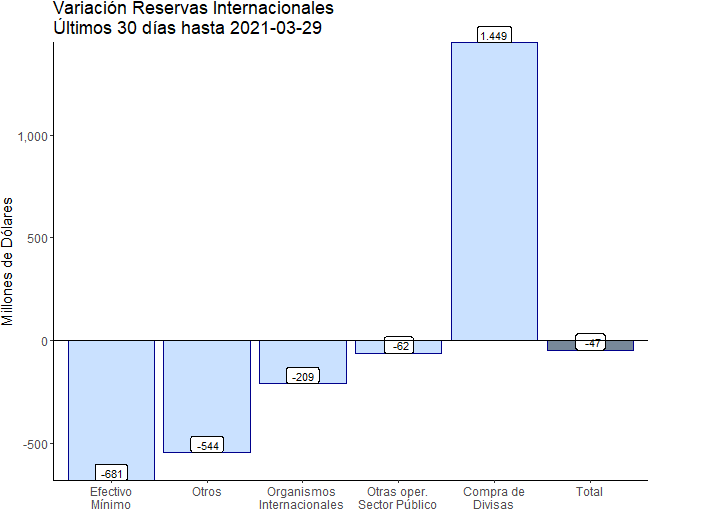 Variación Reservas Internacionales
Últimos 30 días hasta 2021-03-29
Millones de Dólares
1,000
500
0
-500
-681
-544
-209
-62
1.449
-47
Efectivo
Mínimo
Otros
Organismos
Internacionales
Otras oper.
Sector Público
Compra de
Divisas
Total